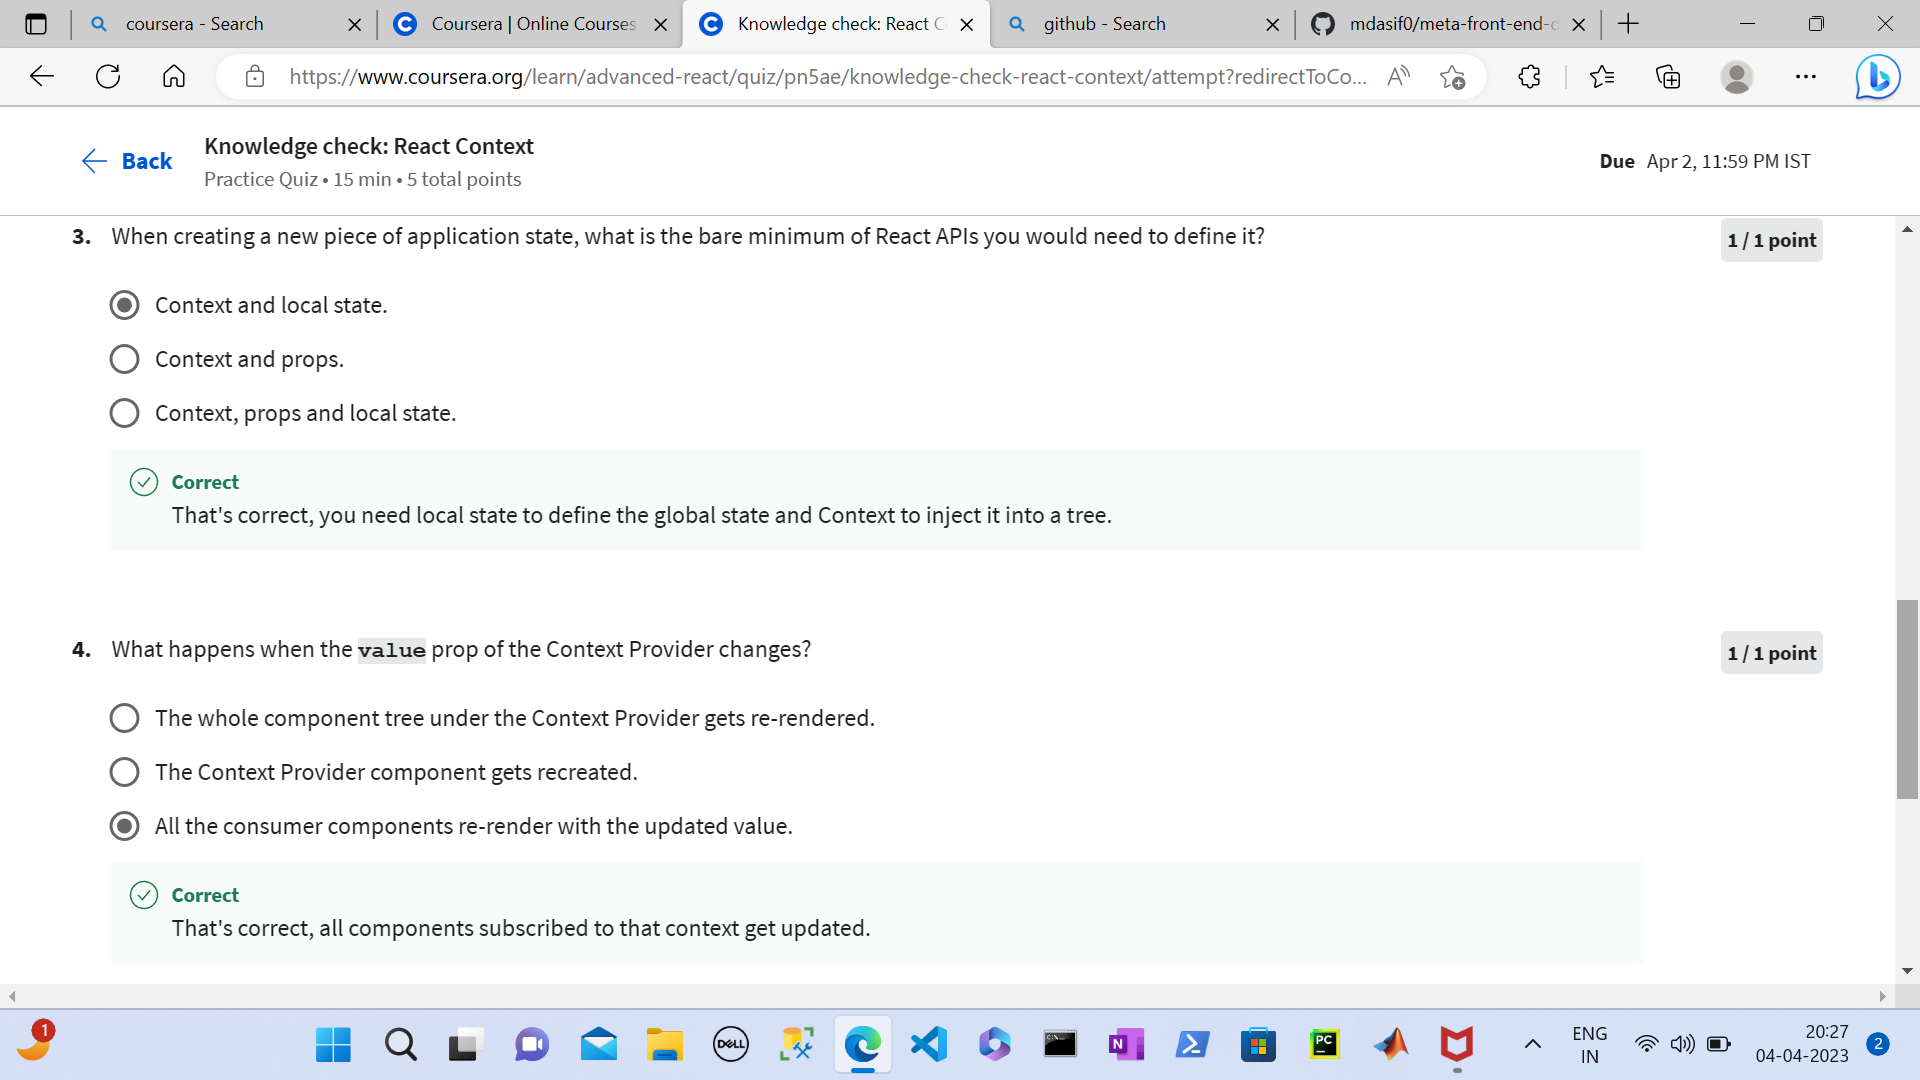 coursera - Search
Coursera | Online Courses
Knowledge check: React C
github - Search
mdasif0/meta-front-end-d
https://www.coursera.org/learn/advanced-react/quiz/pn5ae/knowledge-check-react-context/attempt?redirectToCo...
Back
Knowledge check: React Context
Practice Quiz • 15 min • 5 total points
Due Apr 2, 11:59 PM IST
3. When creating a new piece of application state, what is the bare minimum of React APIs you would need to define it?
1 / 1 point
Context and local state.
Context and props.
Context, props and local state.
Correct
That's correct, you need local state to define the global state and Context to inject it into a tree.
4. What happens when the value prop of the Context Provider changes?
1 / 1 point
The whole component tree under the Context Provider gets re-rendered.
The Context Provider component gets recreated.
All the consumer components re-render with the updated value.
Correct
That's correct, all components subscribed to that context get updated.
1
DELL
N
PC
ENG
IN
20:27
04-04-2023
2